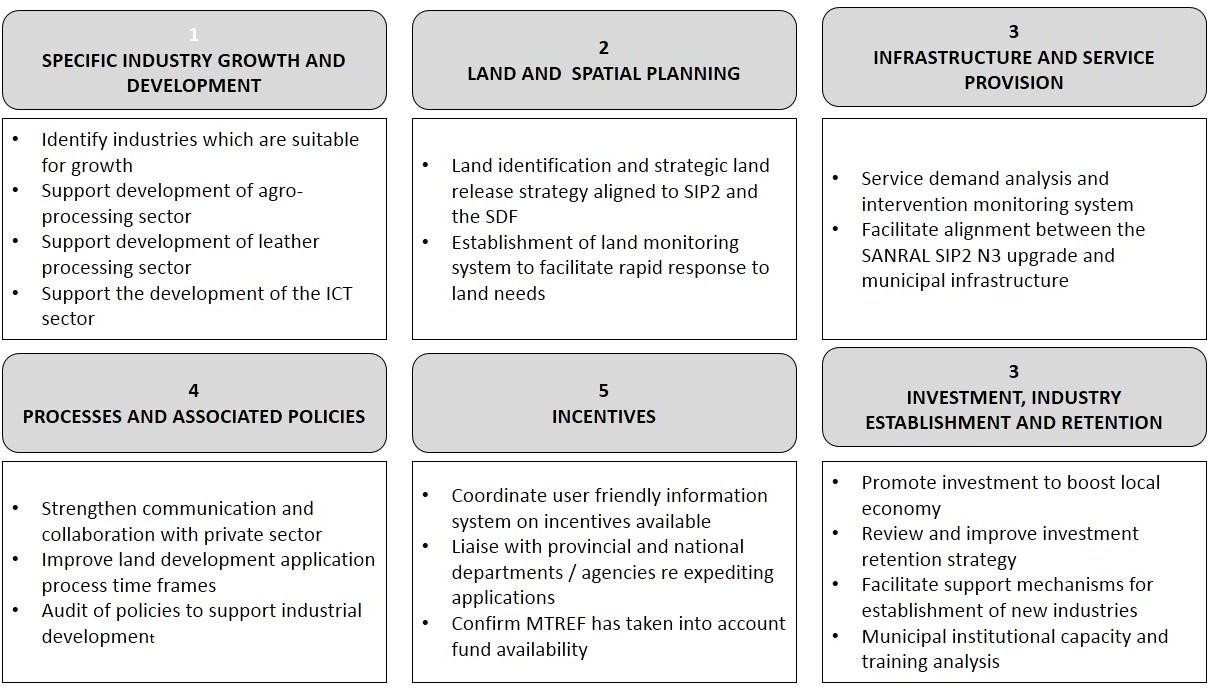 1
SPECIFIC INDUSTRY GROWTH AND
DEVELOPMENT
• Identify industries which are suitable
for growth
• Support development of agro-
processing sector
• Support development of leather
processing sector
• Support the development of the ICT
sector
2
LAND AND SPATIAL PLANNING
• Land identification and strategic land
release strategy aligned to SIP2 and
the SDF
• Establishment of land monitoring
system to facilitate rapid response to
land needs
3
INFRASTRUCTURE AND SERVICE
PROVISION
• Service demand analysis and
intervention monitoring system
• Facilitate alignment between the
SANRAL SIP2 N3 upgrade and
municipal infrastructure
4
PROCESSES AND ASSOCIATED POLICIES
• Strengthen communication and
collaboration with private sector
• Improve land development application
process time frames
• Audit of policies to support industrial
development
5
INCENTIVES
• Coordinate user friendly information
system on incentives available
• Liaise with provincial and national
departments / agencies re expediting
applications
• Confirm MTREF has taken into account
fund availability
3
INVESTMENT, INDUSTRY
ESTABLISHMENT AND RETENTION
• Promote investment to boost local
economy
• Review and improve investment
retention strategy
• Facilitate support mechanisms for
establishment of new industries
• Municipal institutional capacity and
training analysis